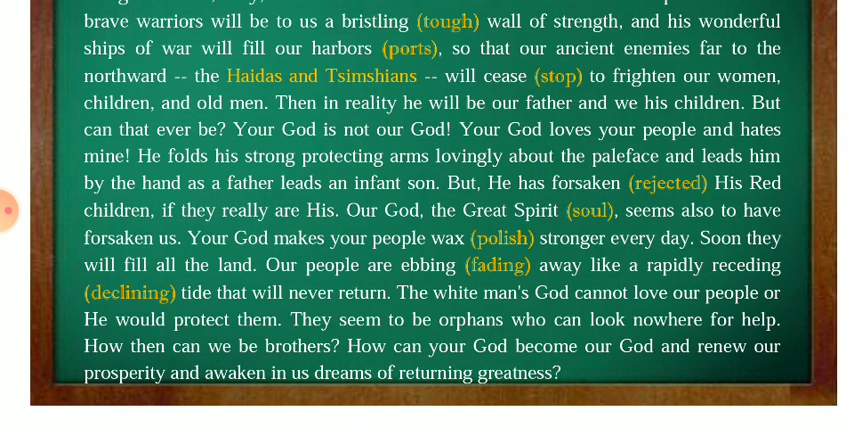 brave warriors will be to us a bristling (tough) wall of strength, and his wonderful
ships of war will fill our harbors (ports), so that our ancient enemies far to the
northward -- the Haidas and Tsimshians -- will cease (stop) to frighten our women,
children, and old men. Then in reality he will be our father and we his children. But
can that ever be? Your God is not our God! Your God loves your people and hates
mine! He folds his strong protecting arms lovingly about the paleface and leads him
by the hand as a father leads an infant son. But, He has forsaken (rejected) His Red
children, if they really are His. Our God, the Great Spirit (soul), seems also to have
forsaken us. Your God makes your people wax (polish) stronger every day. Soon they
will fill all the land. Our people are ebbing (fading) away like a rapidly receding
(declining) tide that will never return. The white man's God cannot love our people or
He would protect them. They seem to be orphans who can look nowhere for help.
How then can we be brothers? How can your God become our God and renew our
prosperity and awaken in us dreams of returning greatness?